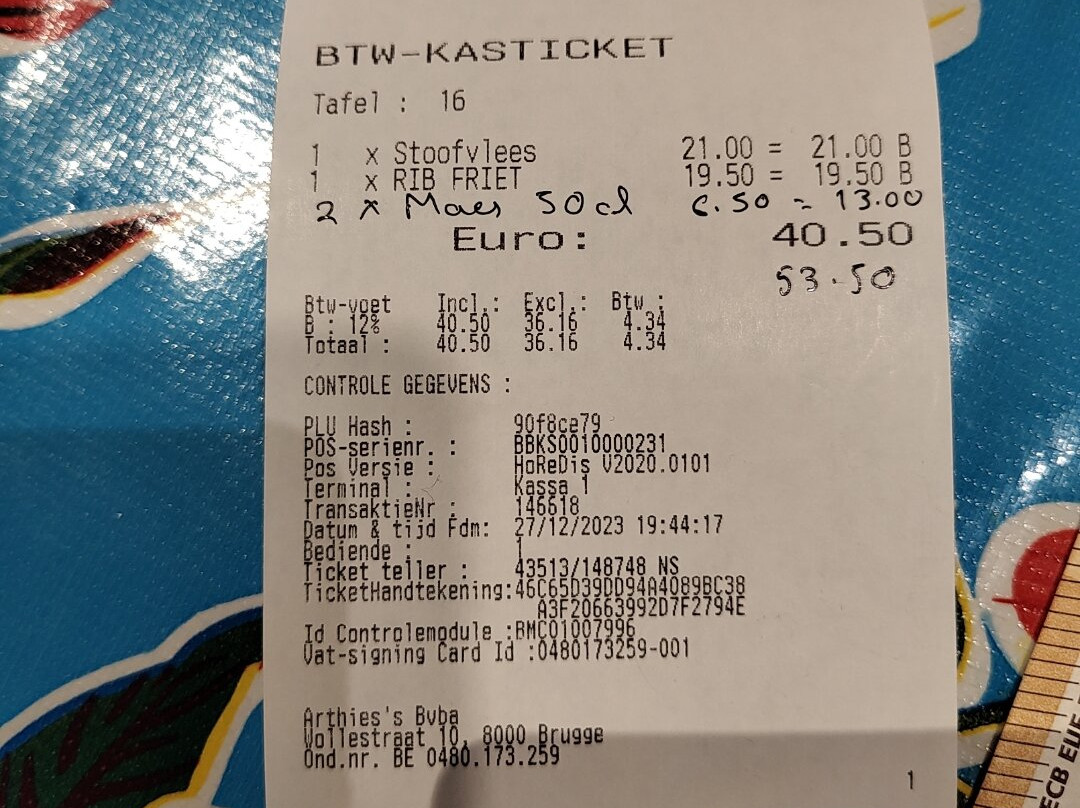 BTW-KASTICKET
Tafel : 16
1 x Stoofvlees 21.00 = 21.00 B
1 x RIB FRIET 19.50 = 19.50 B
2 x Maes 50cl 6.50 = 13.00
Euro: 40.50
53.50
Btw-voet Incl.: Excl.: Btw :
B : 12% 40.50 36.16 4.34
Totaal : 40.50 36.16 4.34
CONTROLE GEGEVENS :
PLU Hash : 90f8ce79
POS-serienr. : BBKS0010000231
Pos Versie : HoReDis V2020.0101
Terminal : Kassa 1
TransaktieNr : 146618
Datum & tijd Fdm: 27/12/2023 19:44:17
Bediende : 1
Ticket teller : 43513/148748 NS
TicketHandtekening:46C65D39DD94A4089BC38
A3F20663992D7F2794E
Id Controlemodule :BMC01007996
Vat-signing Card Id :0480173259-001
Arthies's Bvba
Wollestraat 10, 8000 Brugge
Ond.nr. BE 0480.173.259
1
ECB EUE